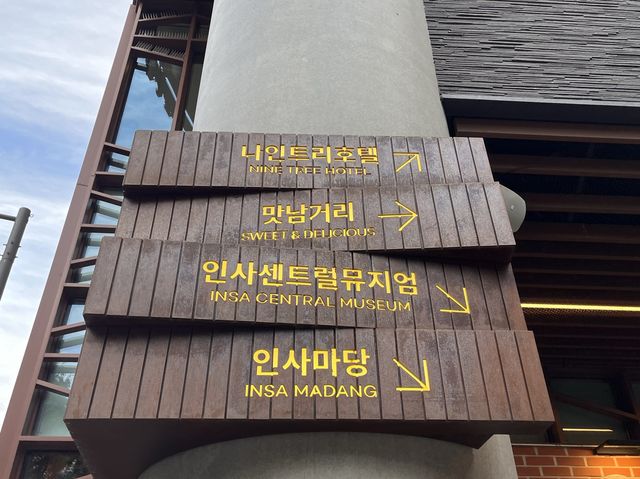 나인트리호텔
NINE TREE HOTEL
맛남거리
SWEET & DELICIOUS
인사센트럴뮤지엄
INSA CENTRAL MUSEUM
인사마당
INSA MADANG